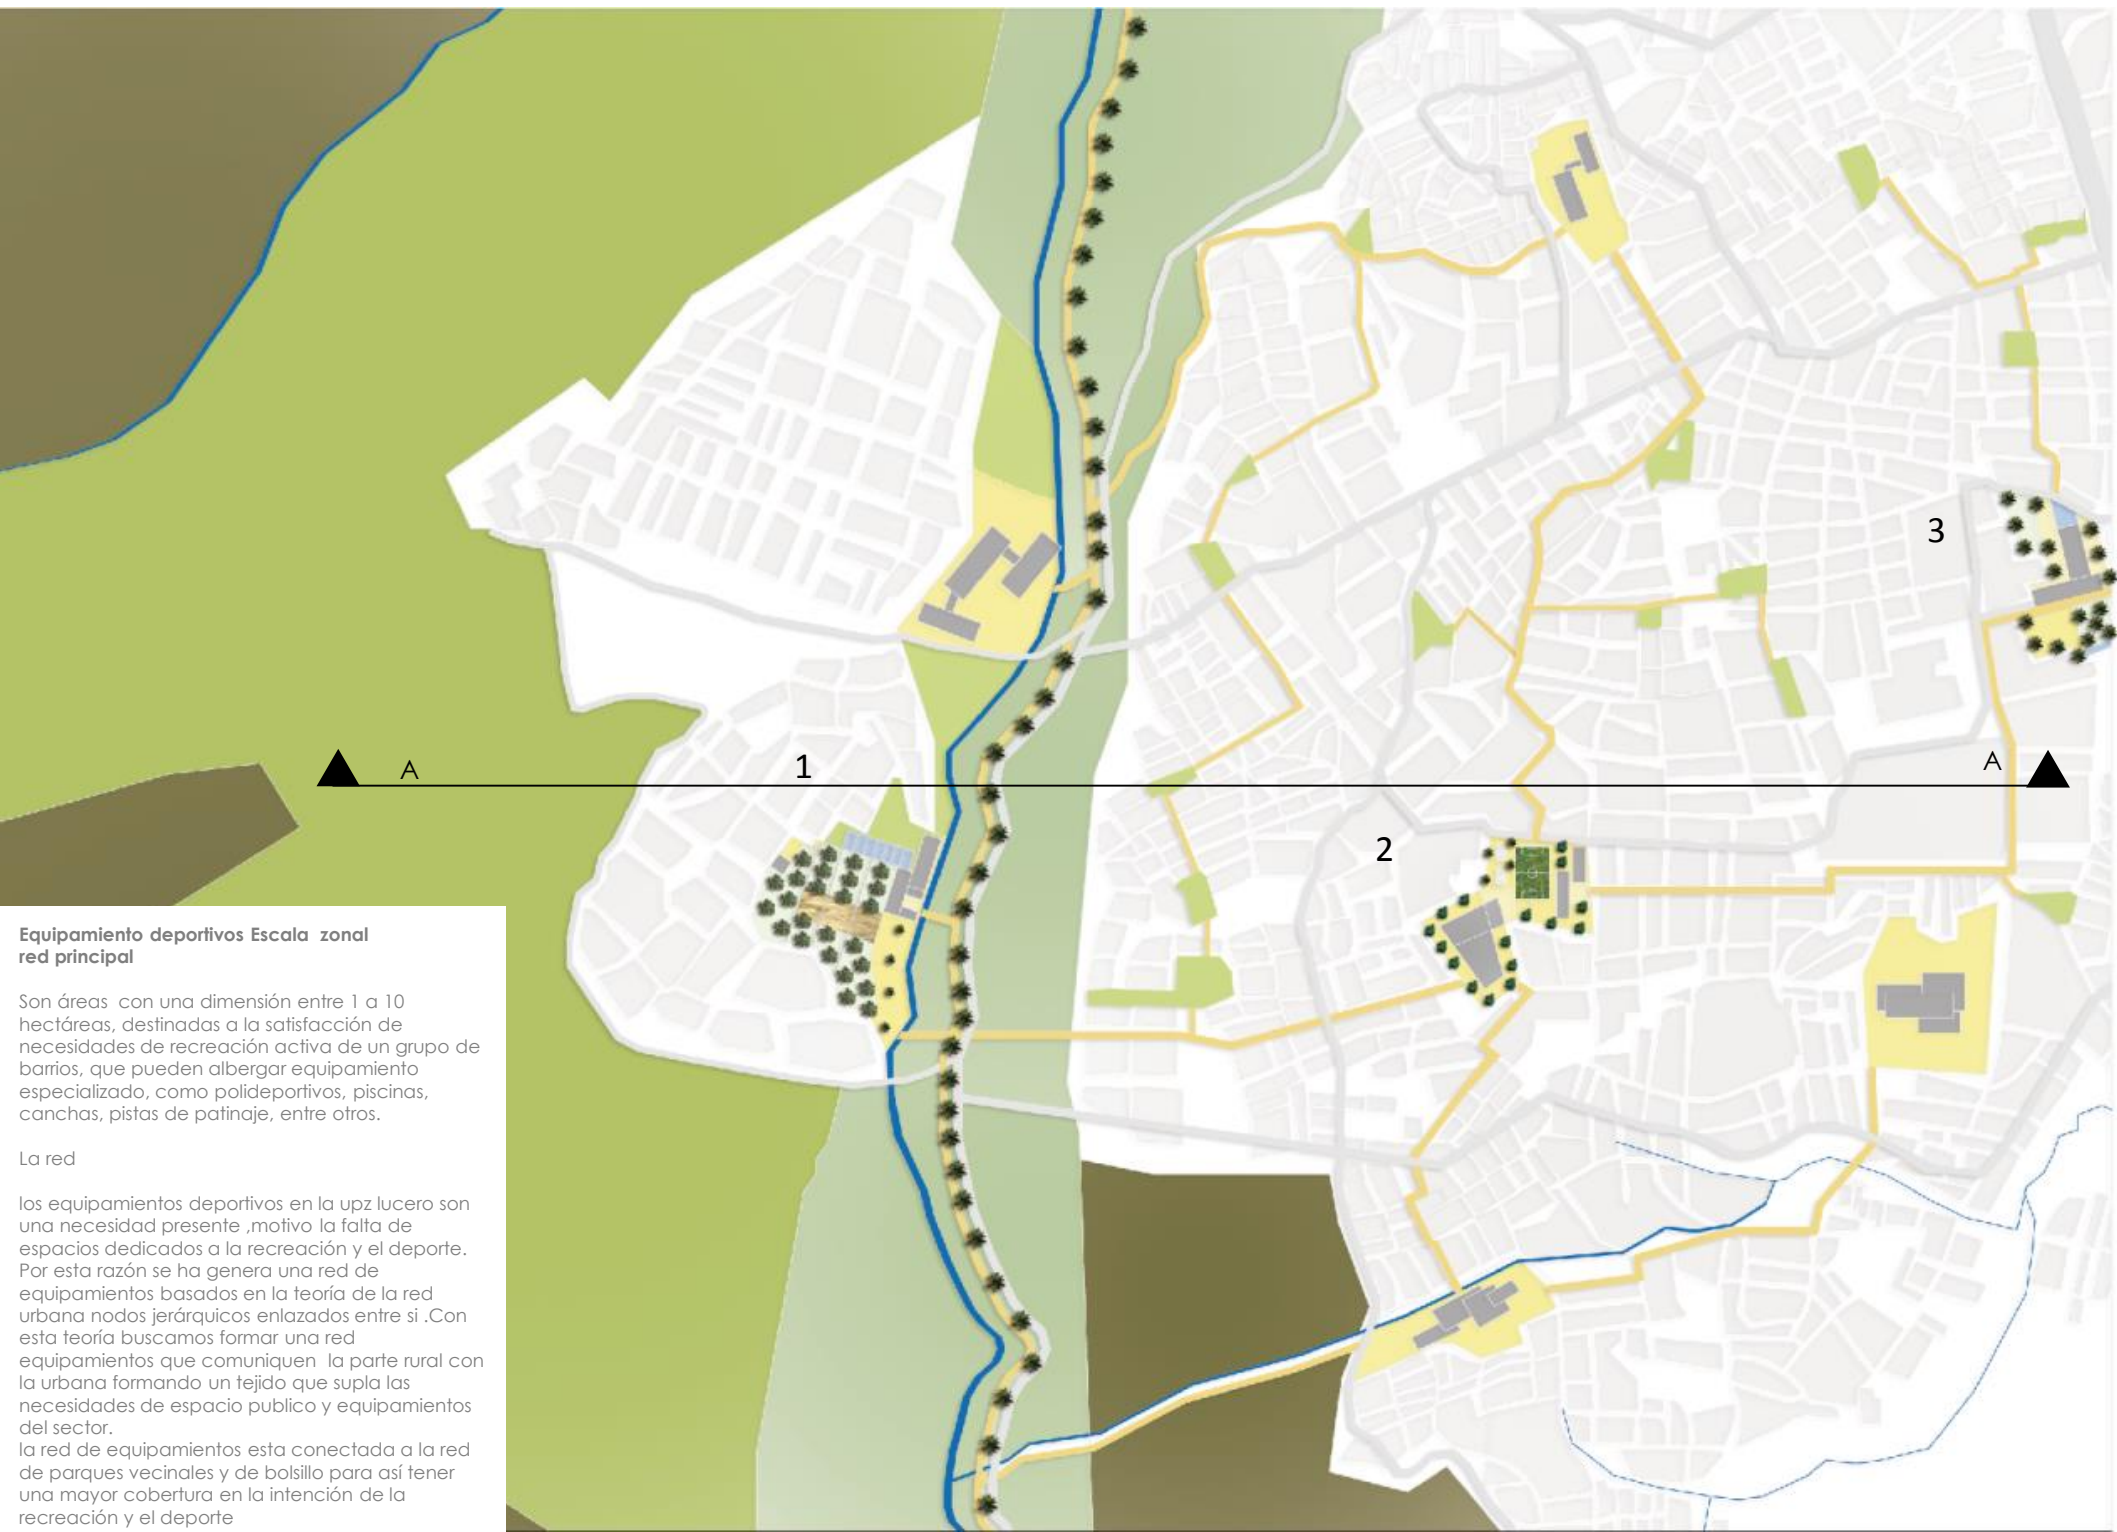 3
1
A
A
2
Equipamiento deportivos Escala zonal
red principal
Son áreas con una dimensión entre 1 a 10
hectáreas, destinadas a la satisfacción de
necesidades de recreación activa de un grupo de
barrios, que pueden albergar equipamiento
especializado, como polideportivos, piscinas,
canchas, pistas de patinaje, entre otros.
La red
los equipamientos deportivos en la upz lucero son
una necesidad presente ,motivo la falta de
espacios dedicados a la recreación y el deporte.
Por esta razón se ha genera una red de
equipamientos basados en la teoría de la red
urbana nodos jerárquicos enlazados entre si .Con
esta teoría buscamos formar una red
equipamientos que comuniquen la parte rural con
la urbana formando un tejido que supla las
necesidades de espacio publico y equipamientos
del sector.
la red de equipamientos esta conectada a la red
de parques vecinales y de bolsillo para así tener
una mayor cobertura en la intención de la
recreación y el deporte